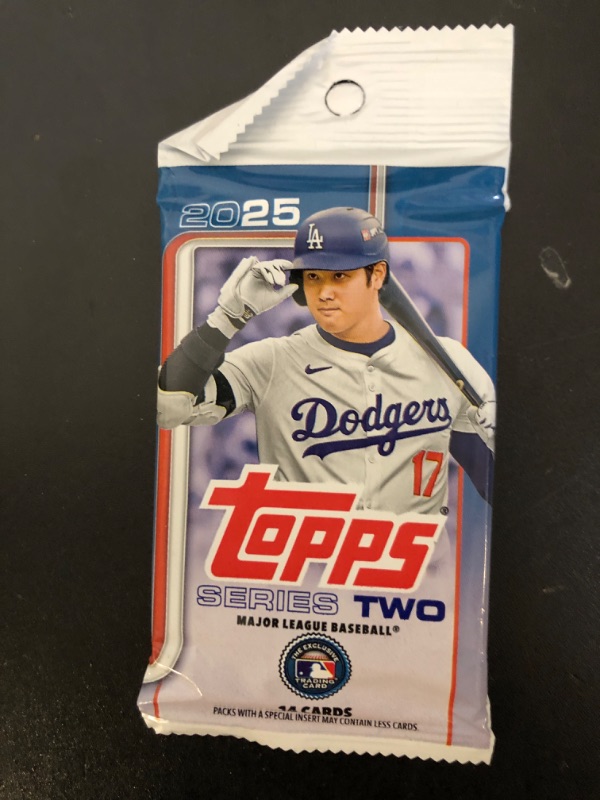 2025
LA
Dodgers
17
TOPPS®
SERIES TWO
MAJOR LEAGUE BASEBALL®
THE EXCLUSIVE
TRADING
CARD
14 CARDS
PACKS WITH A SPECIAL INSERT MAY CONTAIN LESS CARDS